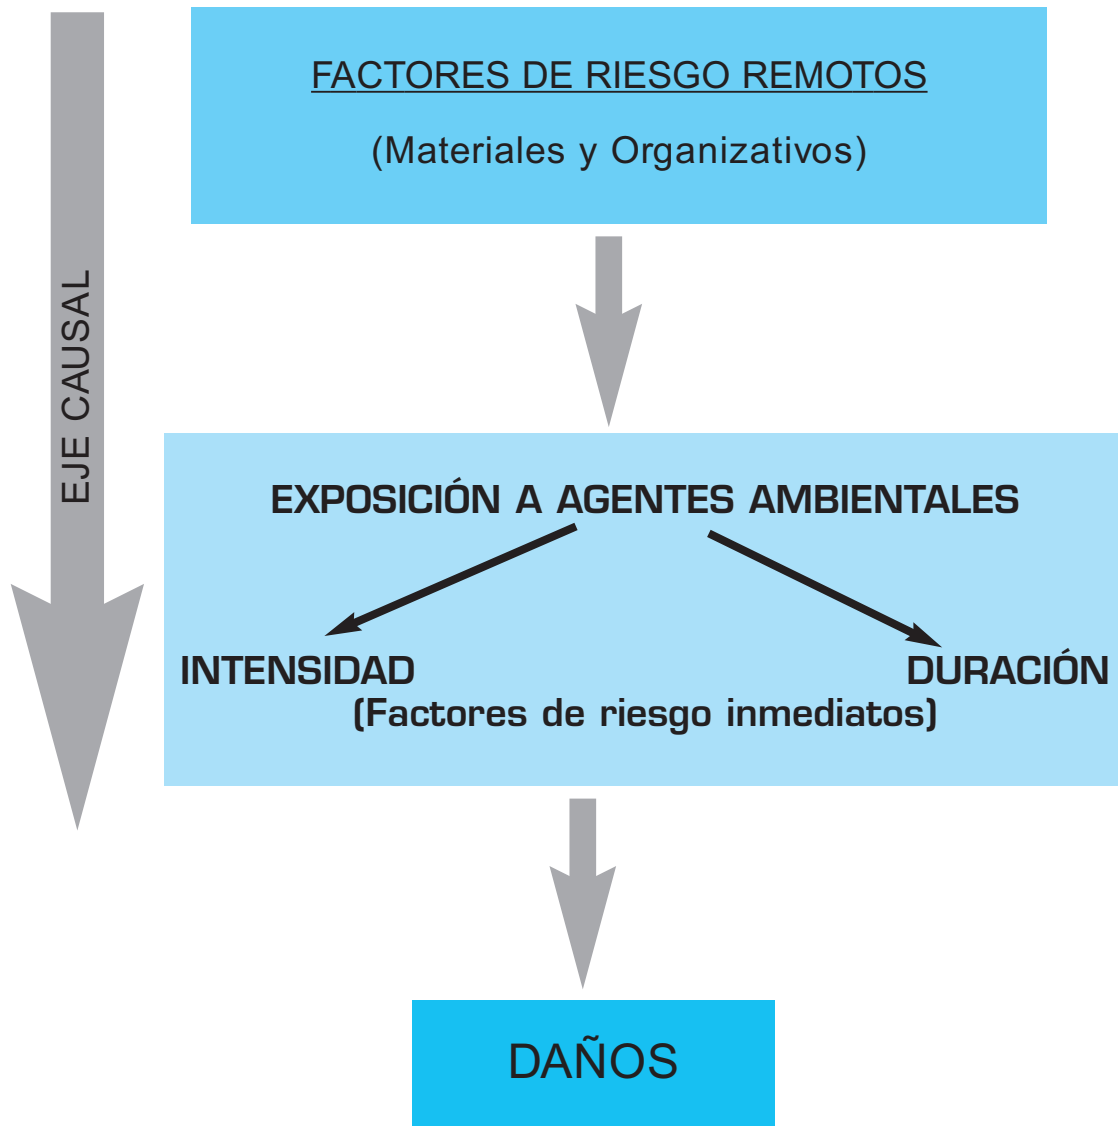 FACTORES DE RIESGO REMOTOS
(Materiales y Organizativos)
EJE CAUSAL
EXPOSICIÓN A AGENTES AMBIENTALES
INTENSIDAD
DURACIÓN
(Factores de riesgo inmediatos)
DAÑOS